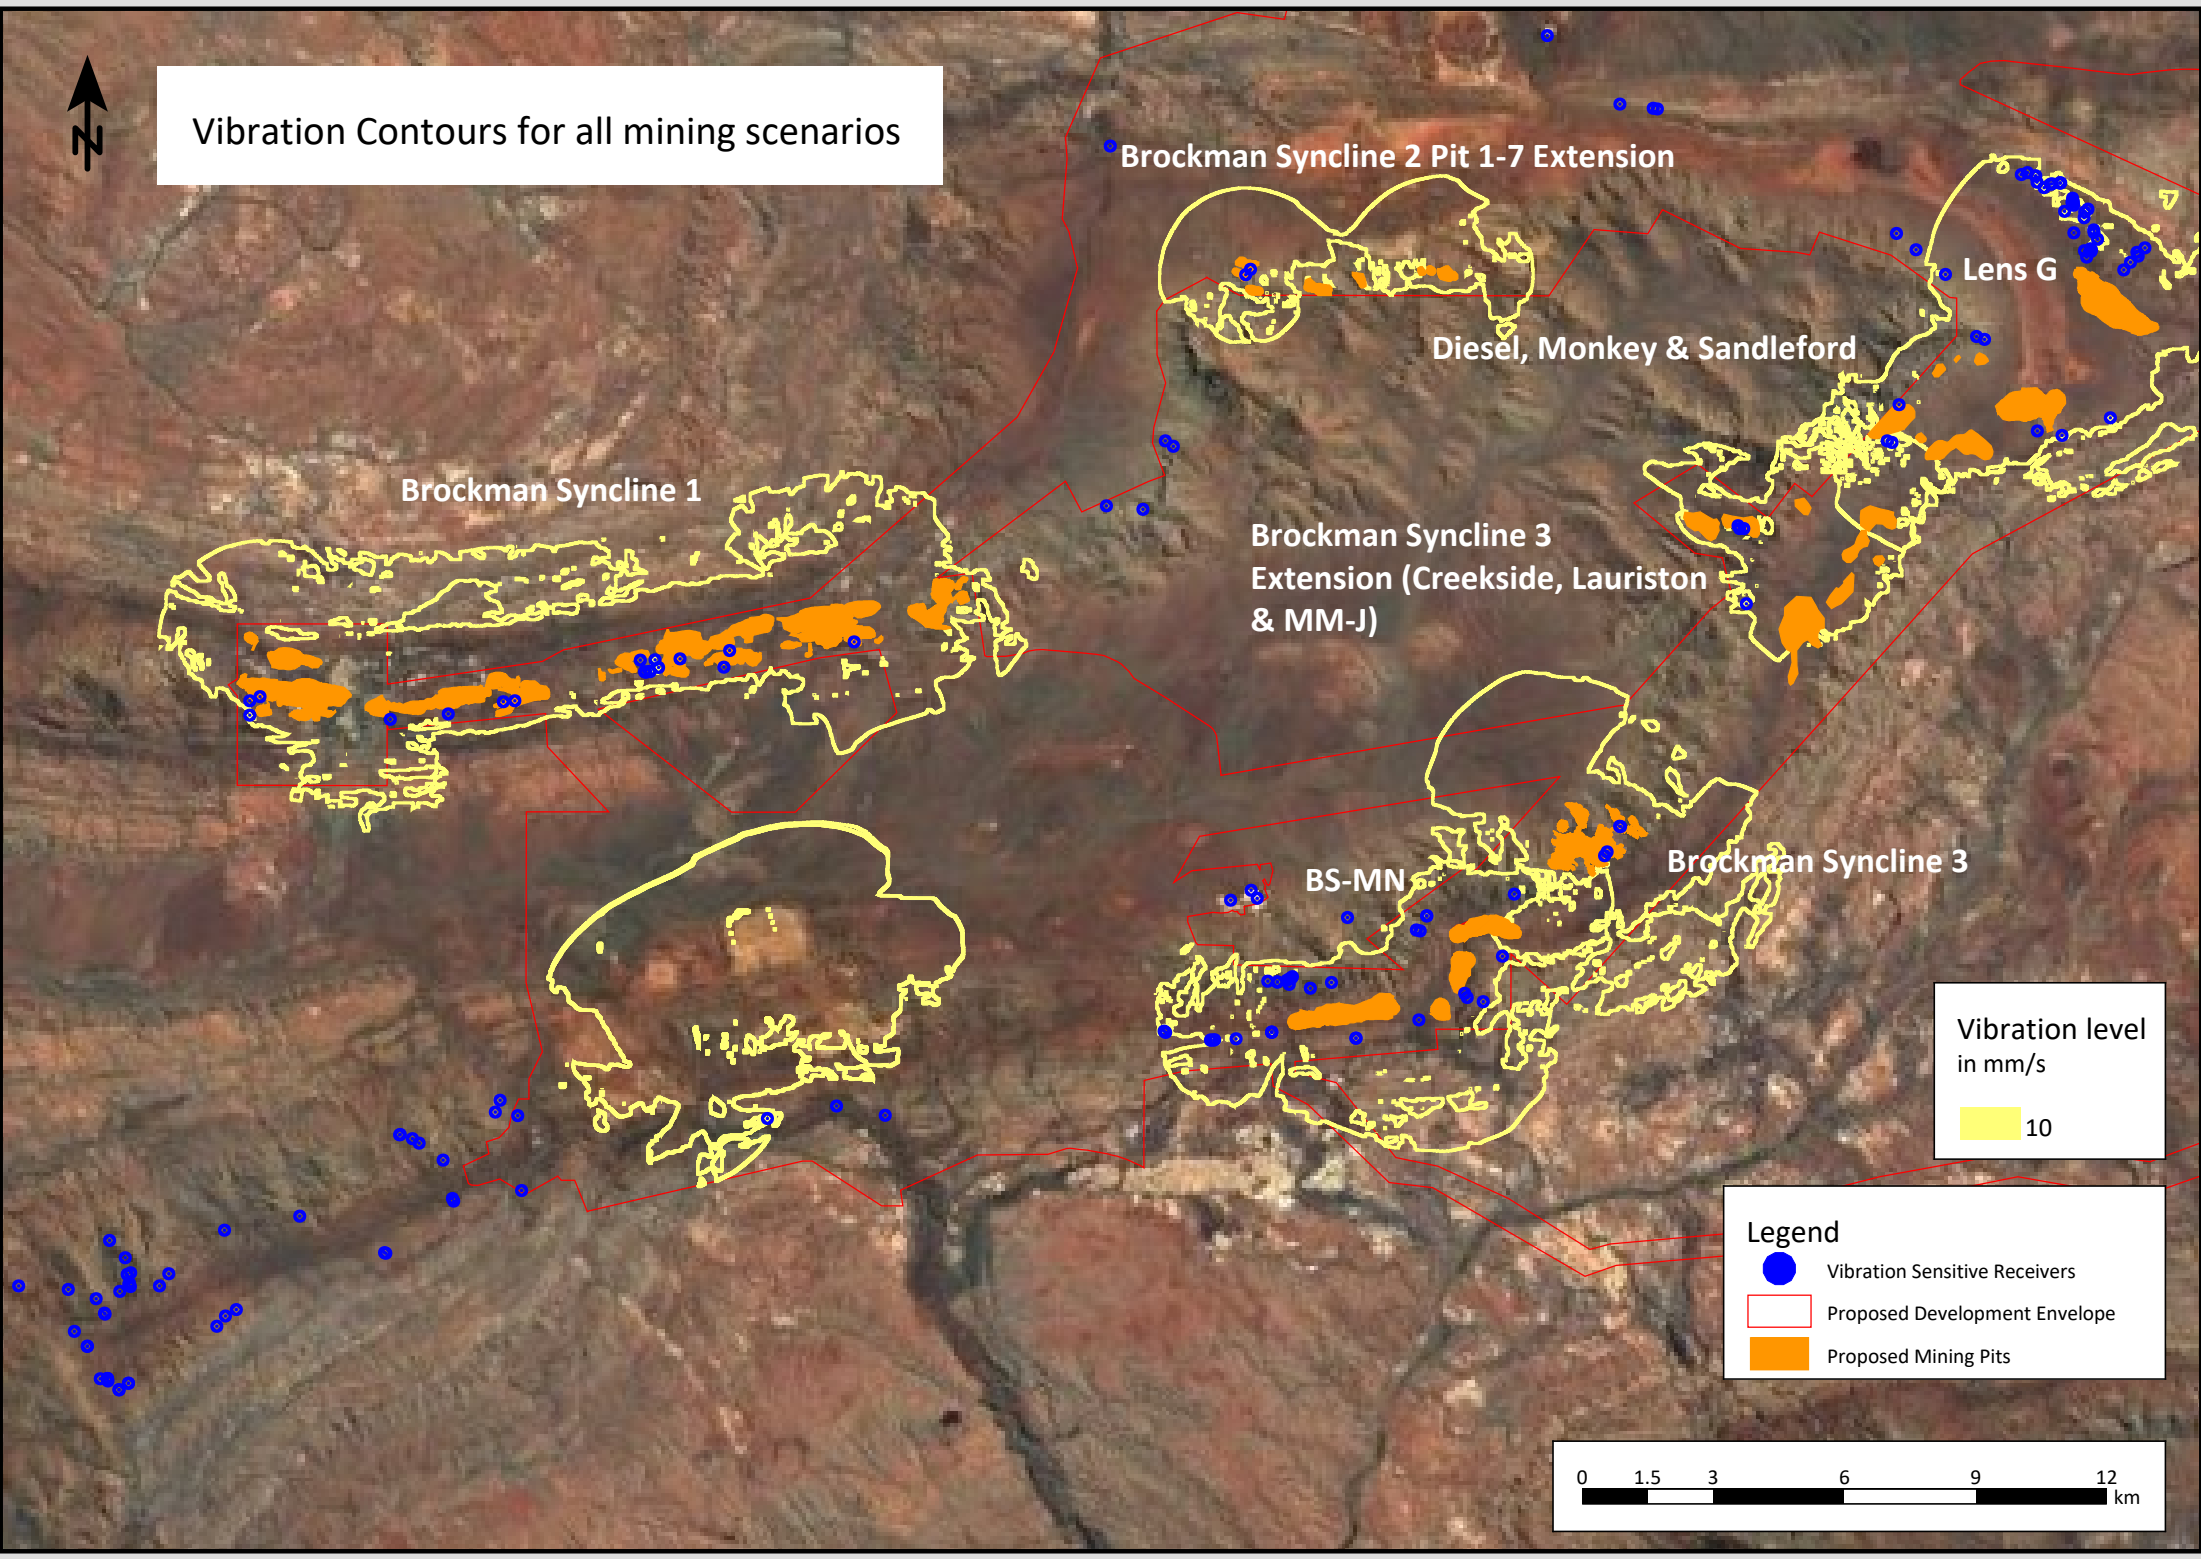 N
Vibration Contours for all mining scenarios
Brockman Syncline 2 Pit 1-7 Extension
Lens G
Diesel, Monkey & Sandleford
Brockman Syncline 1
Brockman Syncline 3
Extension (Creekside, Lauriston
& MM-J)
BS-MN
Brockman Syncline 3
Vibration level
in mm/s
10
Legend
Vibration Sensitive Receivers
Proposed Development Envelope
Proposed Mining Pits
0 1.5 3 6 9 12
km